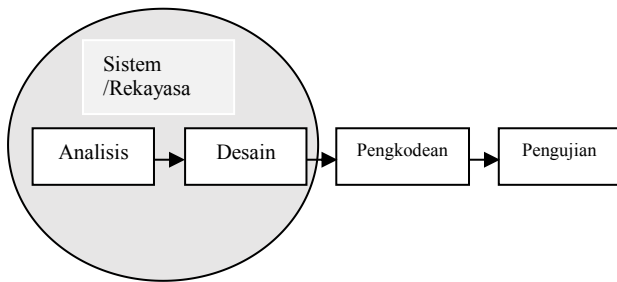 Sistem
/Rekayasa
Analisis
Desain
Pengkodean
Pengujian